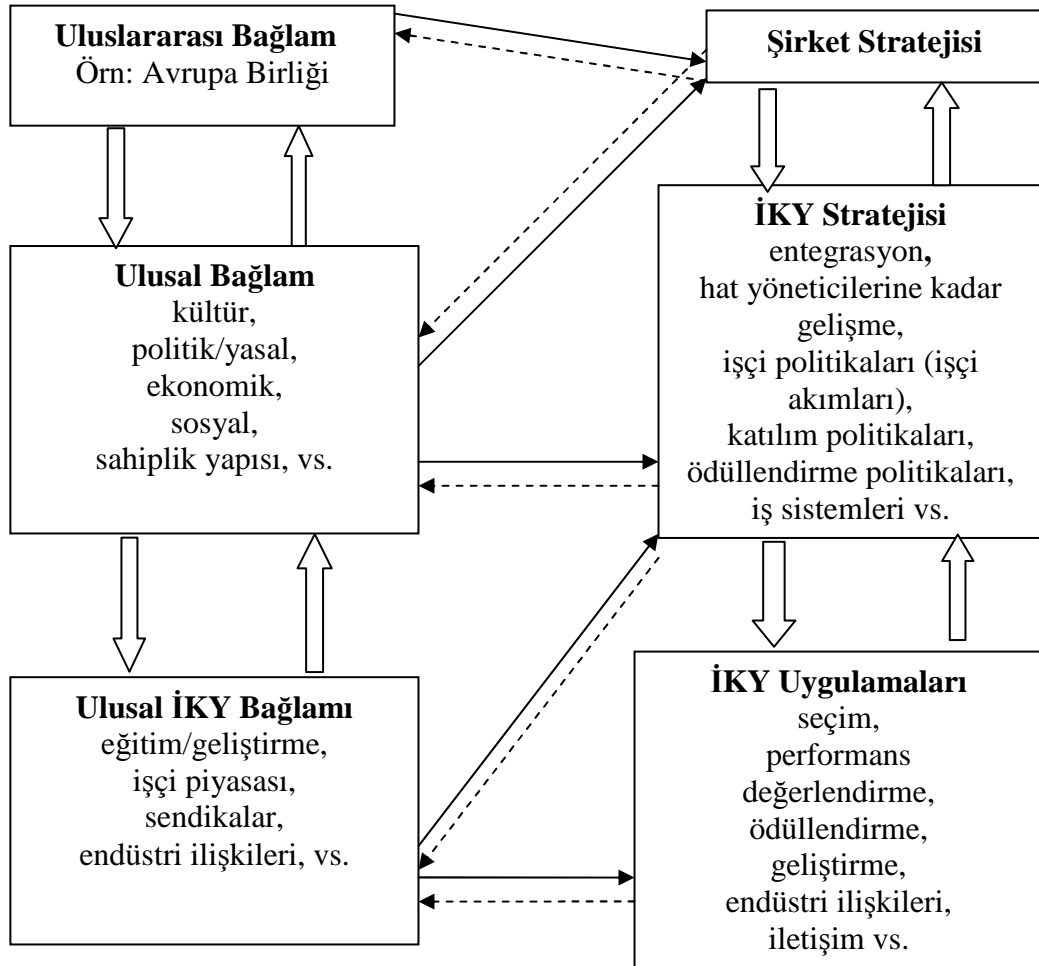 Uluslararası Bağlam
Örn: Avrupa Birliği
Şirket Stratejisi
Ulusal Bağlam
kültür,
politik/yasal,
ekonomik,
sosyal,
sahiplik yapısı, vs.
İKY Stratejisi
entegrasyon,
hat yöneticilerine kadar
gelişme,
işçi politikaları (işçi
akımları),
katılım politikaları,
ödüllendirme politikaları,
iş sistemleri vs.
Ulusal İKY Bağlamı
eğitim/geliştirme,
işçi piyasası,
sendikalar,
endüstri ilişkileri, vs.
İKY Uygulamaları
seçim,
performans
değerlendirme,
ödüllendirme,
geliştirme,
endüstri ilişkileri,
iletişim vs.